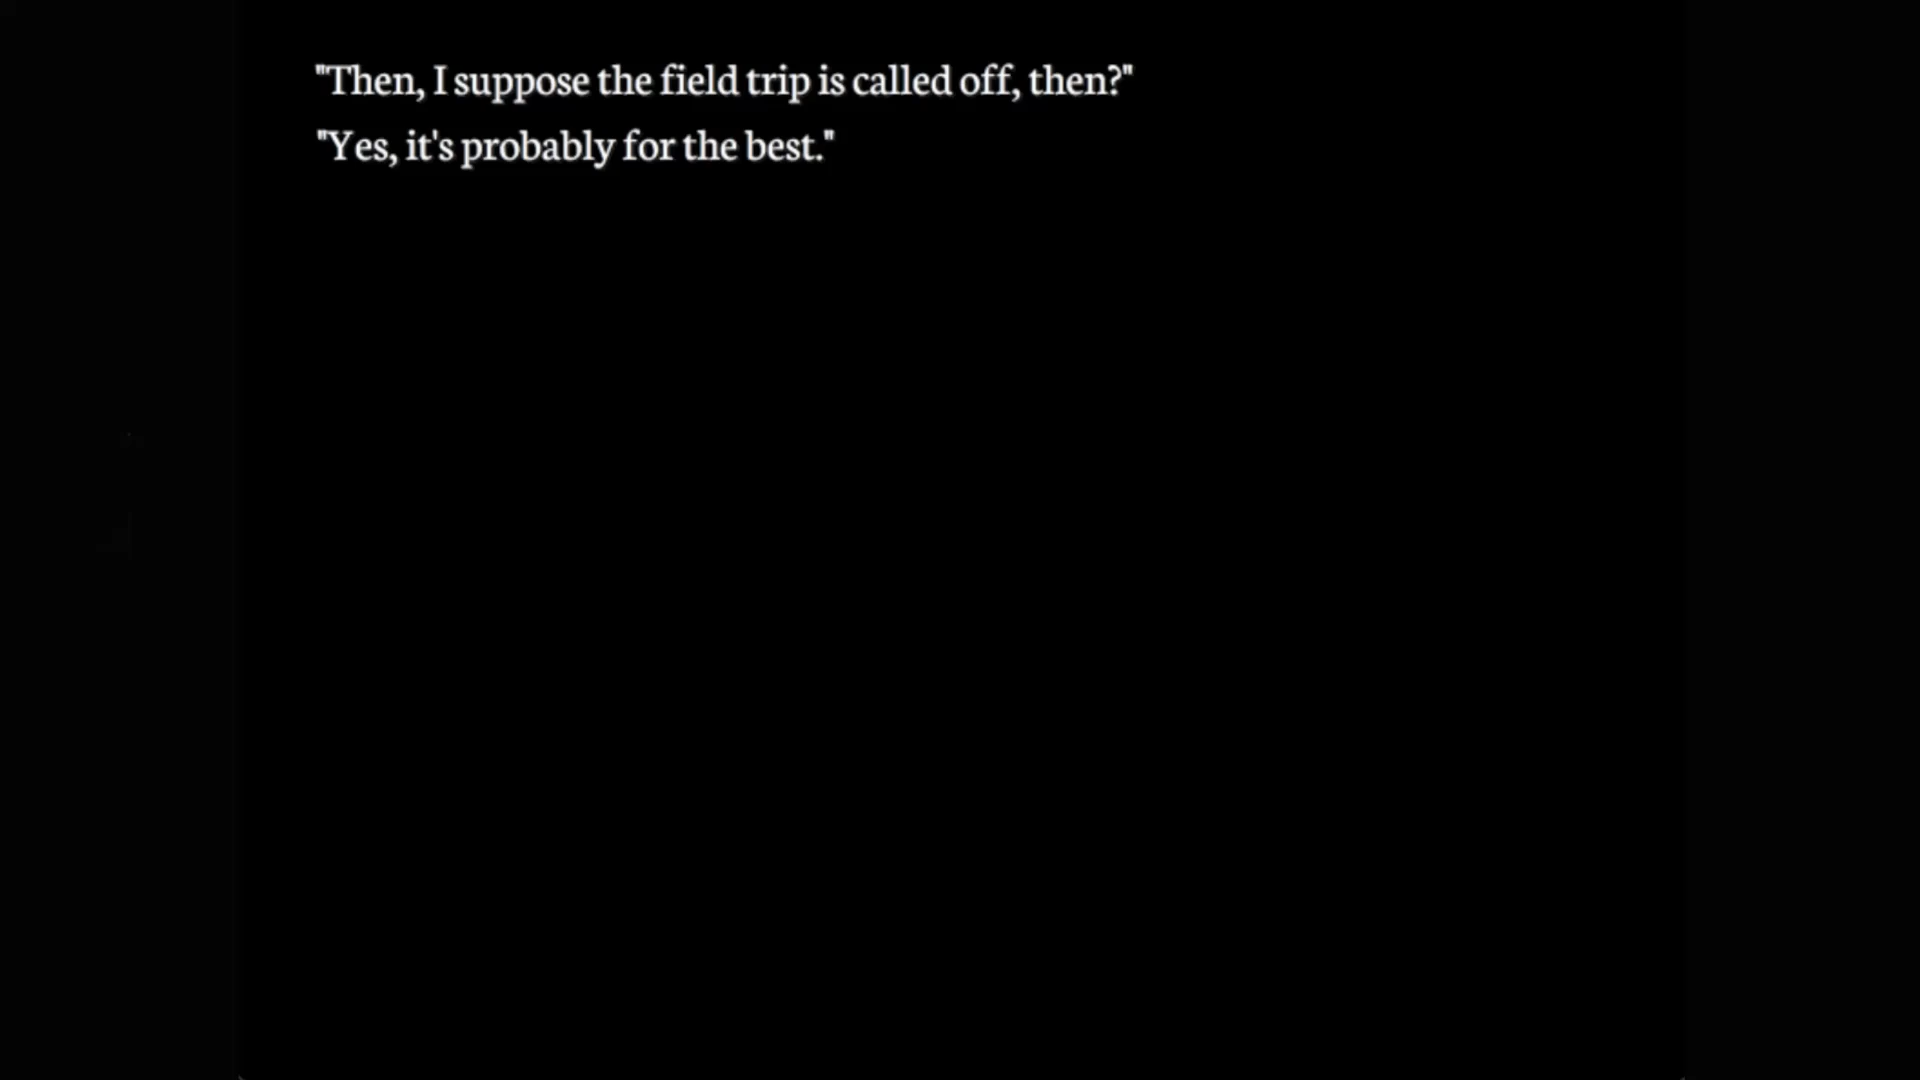 "Then, I suppose the field trip is called off, then?"
"Yes, it's probably for the best."